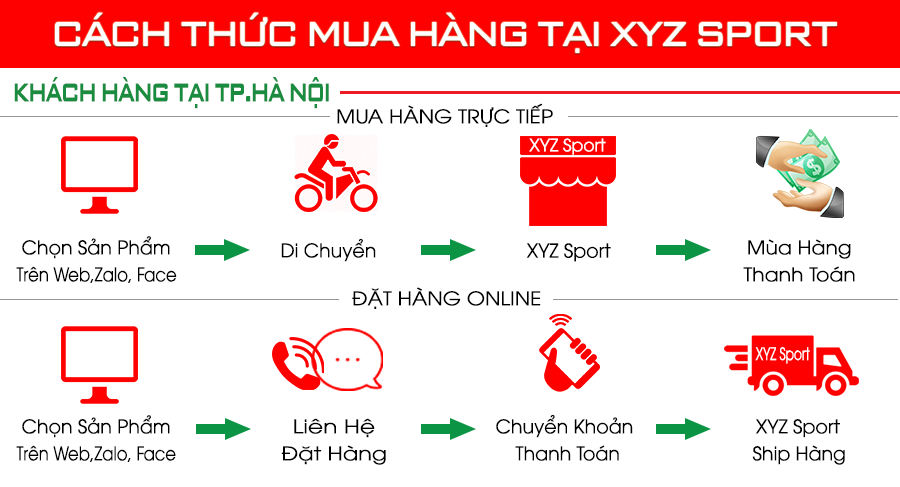 CÁCH THỨC MUA HÀNG TẠI XYZ SPORT
KHÁCH HÀNG TẠI TP.HÀ NỘI
MUA HÀNG TRỰC TIẾP
XYZ Sport
Chọn Sản Phẩm
Trên Web,Zalo, Face
Di Chuyển
XYZ Sport
Mùa Hàng
Thanh Toán
ĐẶT HÀNG ONLINE
XYZ Sport
Chọn Sản Phẩm
Trên Web,Zalo, Face
Liên Hệ
Đặt Hàng
Chuyển Khoản
Thanh Toán
XYZ Sport
Ship Hàng